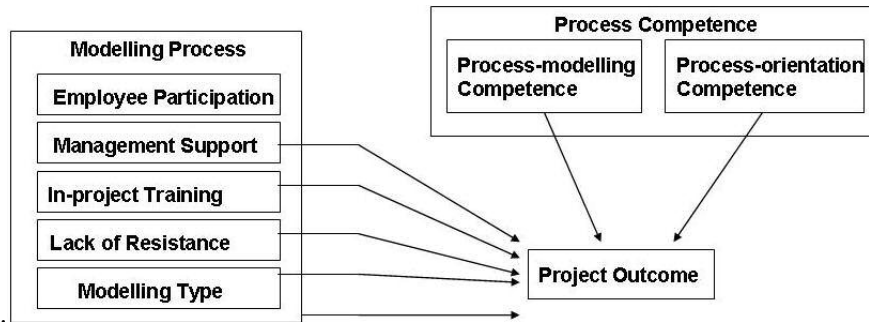 Process Competence
Modelling Process
Process-modelling
Competence
Process-orientation
Competence
Employee Participation
Management Support
In-project Training
Lack of Resistance
Modelling Type
Project Outcome
.